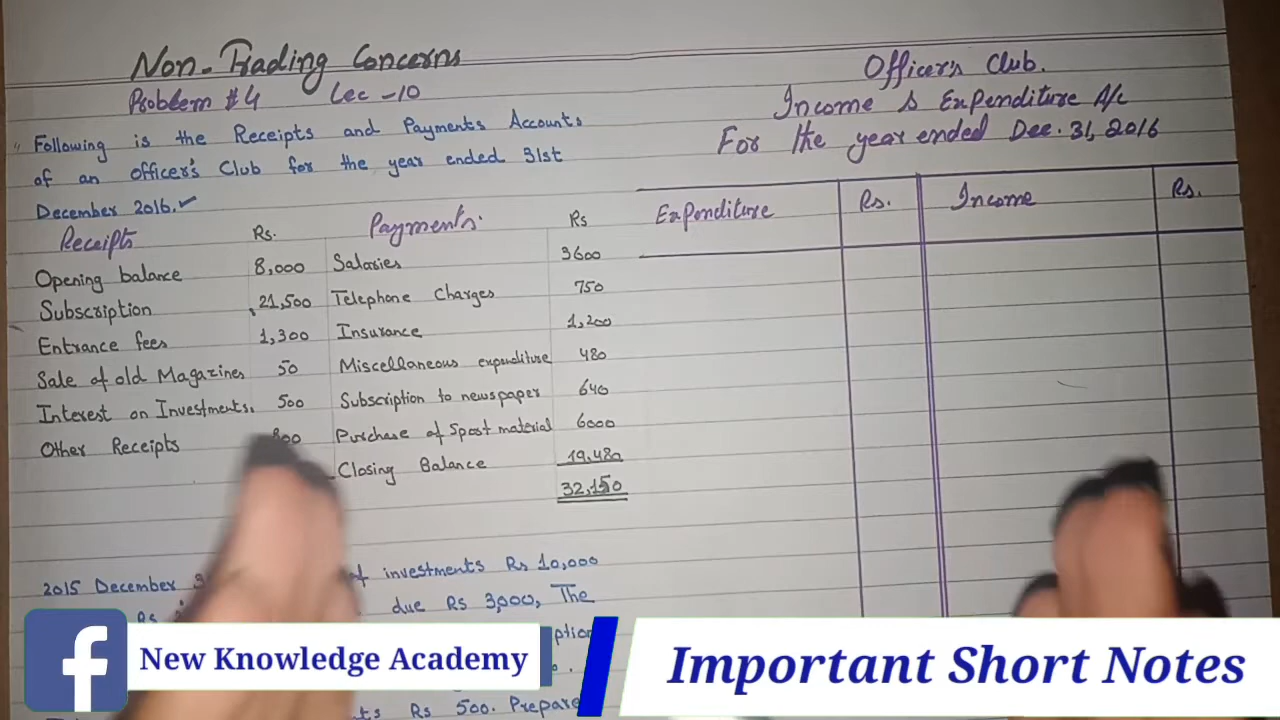 Non-Trading Concerns
Problem #4 Lec -10
" Following is the Receipts and Payments Accounts
of an officer's Club for the year ended 31st
December 2016.
Receipts Rs. Payments. Rs
Opening balance 8,000 Salaries 3600
Subscription 21,500 Telephone Charges 750
Entrance fees 1,300 Insurance 1,200
Sale of old Magazines 50 Miscellaneous expenditure 480
Interest on Investments. 500 Subscription to newspaper 640
Other Receipts 800 Purchase of Sport material 6000
Closing Balance 19,480
32,150
2015 December of investments Rs 10,000
Rs due Rs 3,000, The
Rs 500. Prepare
Officer's Club.
Income & Expenditure A/c
For the year ended Dec. 31, 2016
Expenditure Rs. Income Rs.
f New Knowledge Academy
Important Short Notes